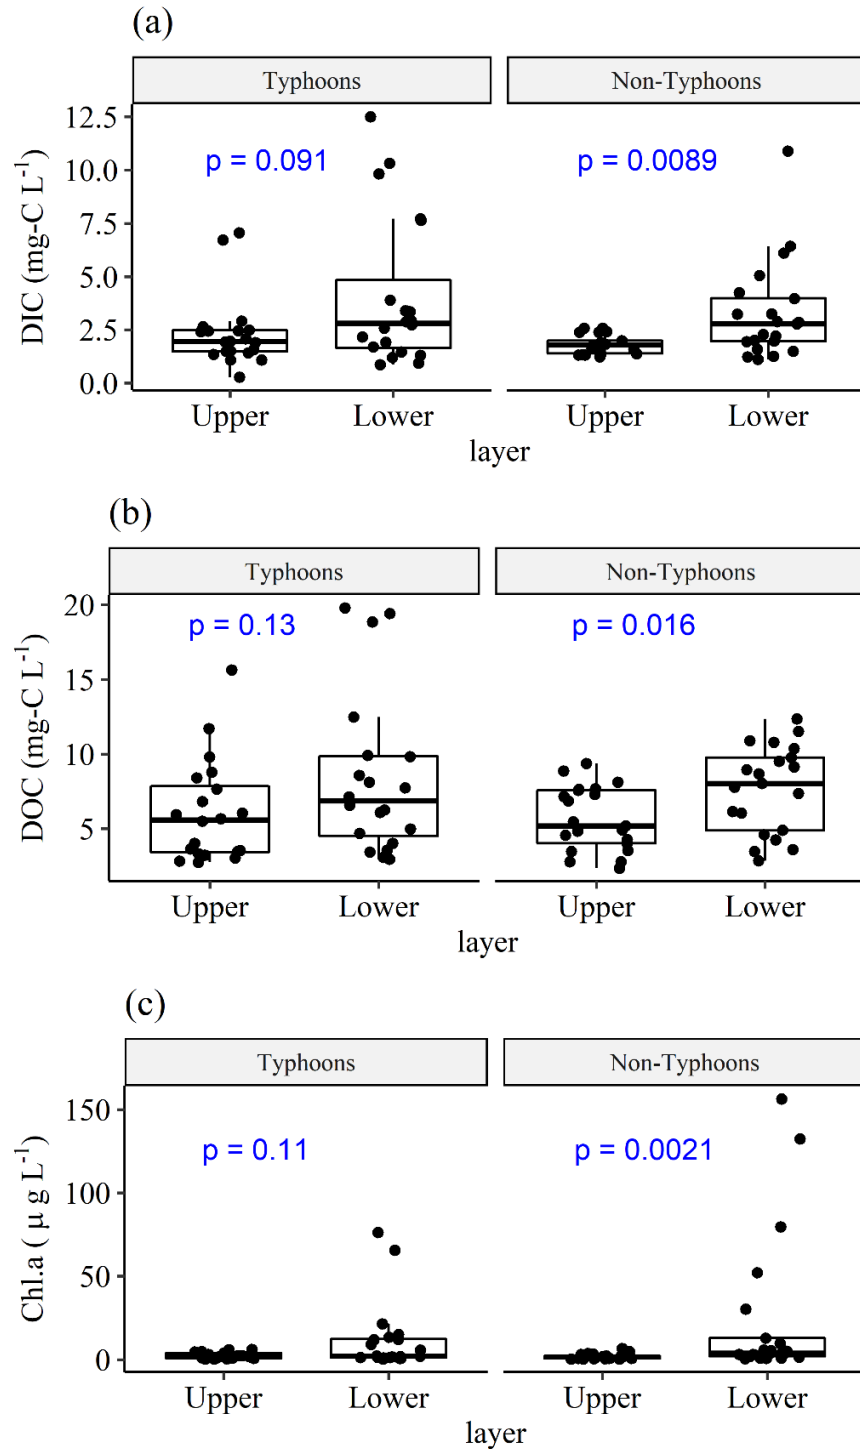 (a)
Typhoons
Non-Typhoons
DIC (mg-C L⁻¹)
12.5
10.0
7.5
5.0
2.5
0.0
p = 0.091
p = 0.0089
Upper
Lower
Upper
Lower
layer
(b)
Typhoons
Non-Typhoons
DOC (mg-C L⁻¹)
20
15
10
5
p = 0.13
p = 0.016
Upper
Lower
Upper
Lower
layer
(c)
Typhoons
Non-Typhoons
Chl.a ( μ g L⁻¹)
150
100
50
0
p = 0.11
p = 0.0021
Upper
Lower
Upper
Lower
layer